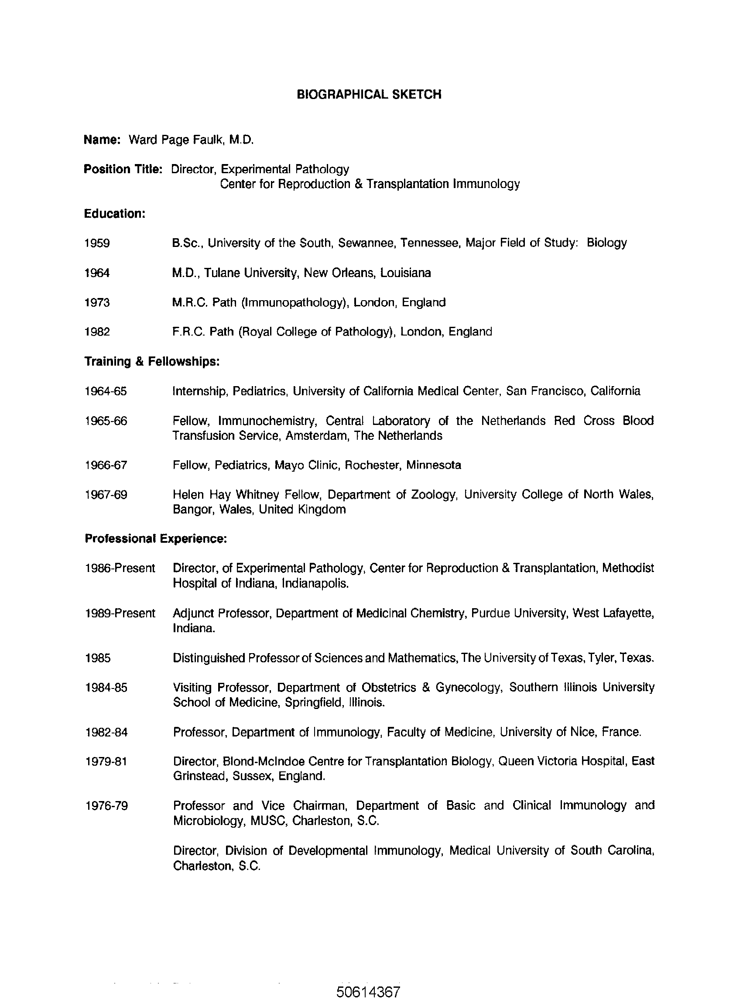 BIOGRAPHICAL SKETCH
Name: Ward Page Faulk, M.D.
Position Title: Director, Experimental Pathology
Center for Reproduction & Transplantation Immunology
Education:
1959 B.Sc., University of the South, Sewannee, Tennessee, Major Field of Study: Biology
1964 M.D., Tulane University, New Orleans, Louisiana
1973 M.R.C. Path (Immunopathology), London, England
1982 F.R.C. Path (Royal College of Pathology), London, England
Training & Fellowships:
1964-65 Internship, Pediatrics, University of California Medical Center, San Francisco, California
1965-66 Fellow, Immunochemistry, Central Laboratory of the Netherlands Red Cross Blood
Transfusion Service, Amsterdam, The Netherlands
1966-67 Fellow, Pediatrics, Mayo Clinic, Rochester, Minnesota
1967-69 Helen Hay Whitney Fellow, Department of Zoology, University College of North Wales,
Bangor, Wales, United Kingdom
Professional Experience:
1986-Present Director, of Experimental Pathology, Center for Reproduction & Transplantation, Methodist
Hospital of Indiana, Indianapolis.
1989-Present Adjunct Professor, Department of Medicinal Chemistry, Purdue University, West Lafayette,
Indiana.
1985 Distinguished Professor of Sciences and Mathematics, The University of Texas, Tyler, Texas.
1984-85 Visiting Professor, Department of Obstetrics & Gynecology, Southern Illinois University
School of Medicine, Springfield, Illinois.
1982-84 Professor, Department of Immunology, Faculty of Medicine, University of Nice, France.
1979-81 Director, Blond-McIndoe Centre for Transplantation Biology, Queen Victoria Hospital, East
Grinstead, Sussex, England.
1976-79 Professor and Vice Chairman, Department of Basic and Clinical Immunology and
Microbiology, MUSC, Charleston, S.C.
Director, Division of Developmental Immunology, Medical University of South Carolina,
Charleston, S.C.
50614367